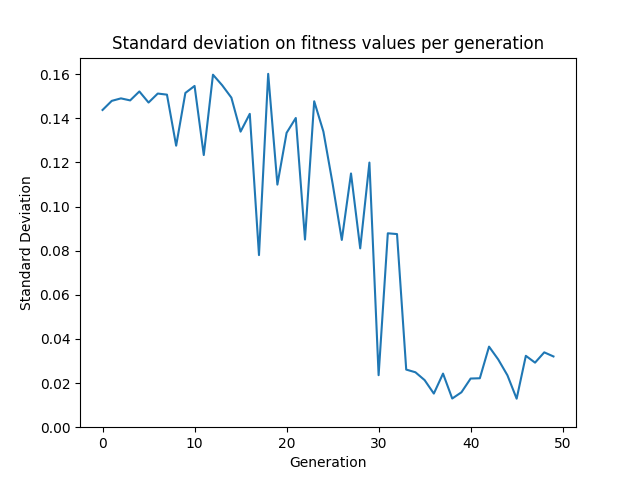 Standard deviation on fitness values per generation
0.16
0.14
0.12
0.10
0.08
0.06
0.04
0.02
0.00
Standard Deviation
0 10 20 30 40 50
Generation